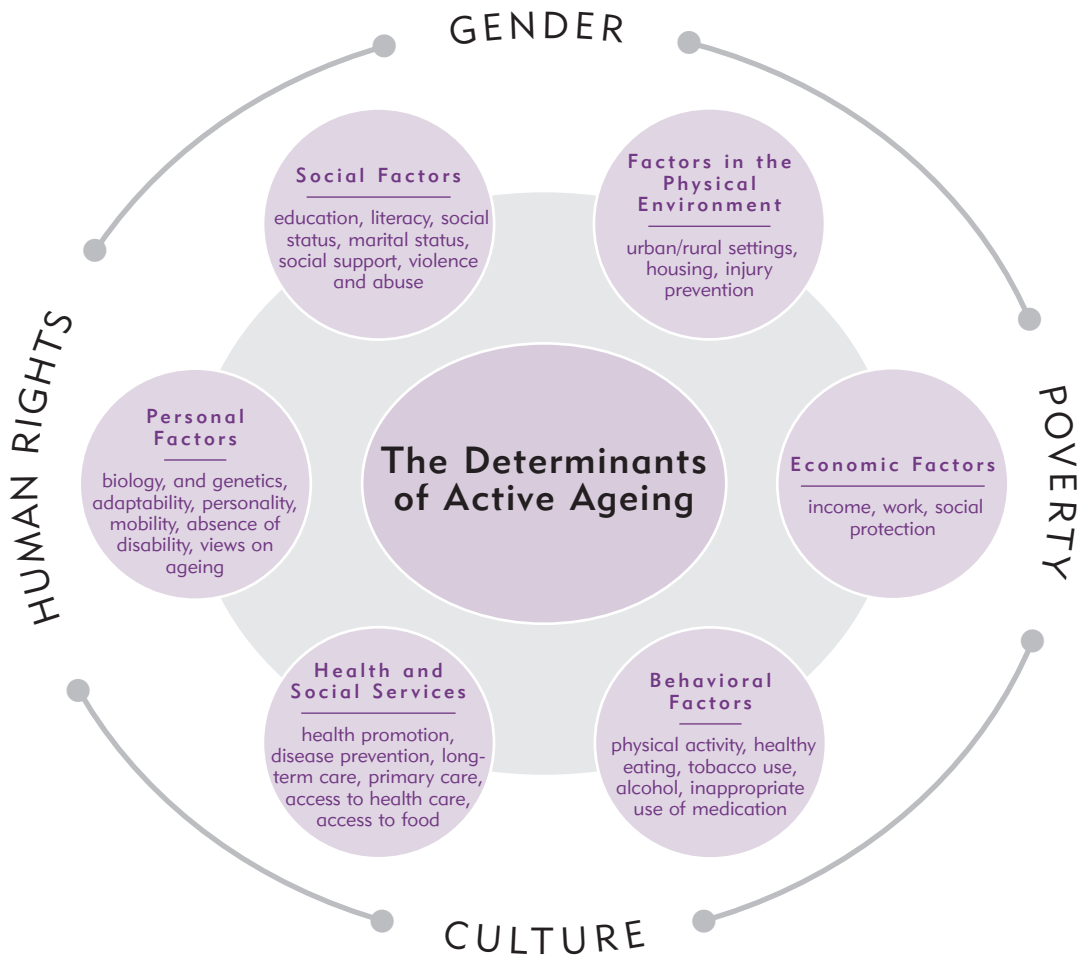 GENDER
Social Factors
education, literacy, social
status, marital status,
social support, violence
and abuse
Factors in the
Physical
Environment
urban/rural settings,
housing, injury
prevention
HUMAN RIGHTS
Personal
Factors
biology, and genetics,
adaptability, personality,
mobility, absence of
disability, views on
ageing
The Determinants
of Active Ageing
Economic Factors
income, work, social
protection
POVERTY
Health and
Social Services
health promotion,
disease prevention, long-
term care, primary care,
access to health care,
access to food
Behavioral
Factors
physical activity, healthy
eating, tobacco use,
alcohol, inappropriate
use of medication
CULTURE